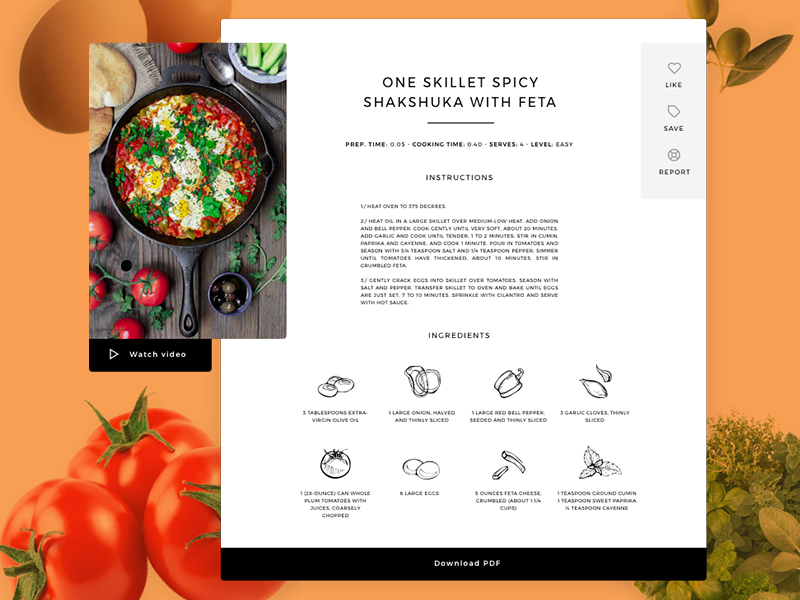 ONE SKILLET SPICY
SHAKSHUKA WITH FETA
PREP. TIME: 0.05 - COOKING TIME: 0.40 - SERVES: 4 - LEVEL: EASY
INSTRUCTIONS
1./ HEAT OVEN TO 375 DEGREES.
2./ HEAT OIL IN A LARGE SKILLET OVER MEDIUM-LOW HEAT. ADD ONION
AND BELL PEPPER. COOK GENTLY UNTIL VERY SOFT, ABOUT 20 MINUTES.
ADD GARLIC AND COOK UNTIL TENDER, 1 TO 2 MINUTES; STIR IN CUMIN,
PAPRIKA AND CAYENNE, AND COOK 1 MINUTE. POUR IN TOMATOES AND
SEASON WITH 3/4 TEASPOON SALT AND 1/4 TEASPOON PEPPER; SIMMER
UNTIL TOMATOES HAVE THICKENED, ABOUT 10 MINUTES. STIR IN
CRUMBLED FETA.
3./ GENTLY CRACK EGGS INTO SKILLET OVER TOMATOES. SEASON WITH
SALT AND PEPPER. TRANSFER SKILLET TO OVEN AND BAKE UNTIL EGGS
ARE JUST SET, 7 TO 10 MINUTES. SPRINKLE WITH CILANTRO AND SERVE
WITH HOT SAUCE.
LIKE
SAVE
REPORT
Watch video
INGREDIENTS
3 TABLESPOONS EXTRA-
VIRGIN OLIVE OIL
1 LARGE ONION, HALVED
AND THINLY SLICED
1 LARGE RED BELL PEPPER,
SEEDED AND THINLY SLICED
3 GARLIC CLOVES, THINLY
SLICED
1 (28-OUNCE) CAN WHOLE
PLUM TOMATOES WITH
JUICES, COARSELY
CHOPPED
6 LARGE EGGS
5 OUNCES FETA CHEESE,
CRUMBLED (ABOUT 1 1/4
CUPS)
1 TEASPOON GROUND CUMIN
1 TEASPOON SWEET PAPRIKA
¼ TEASPOON CAYENNE
Download PDF